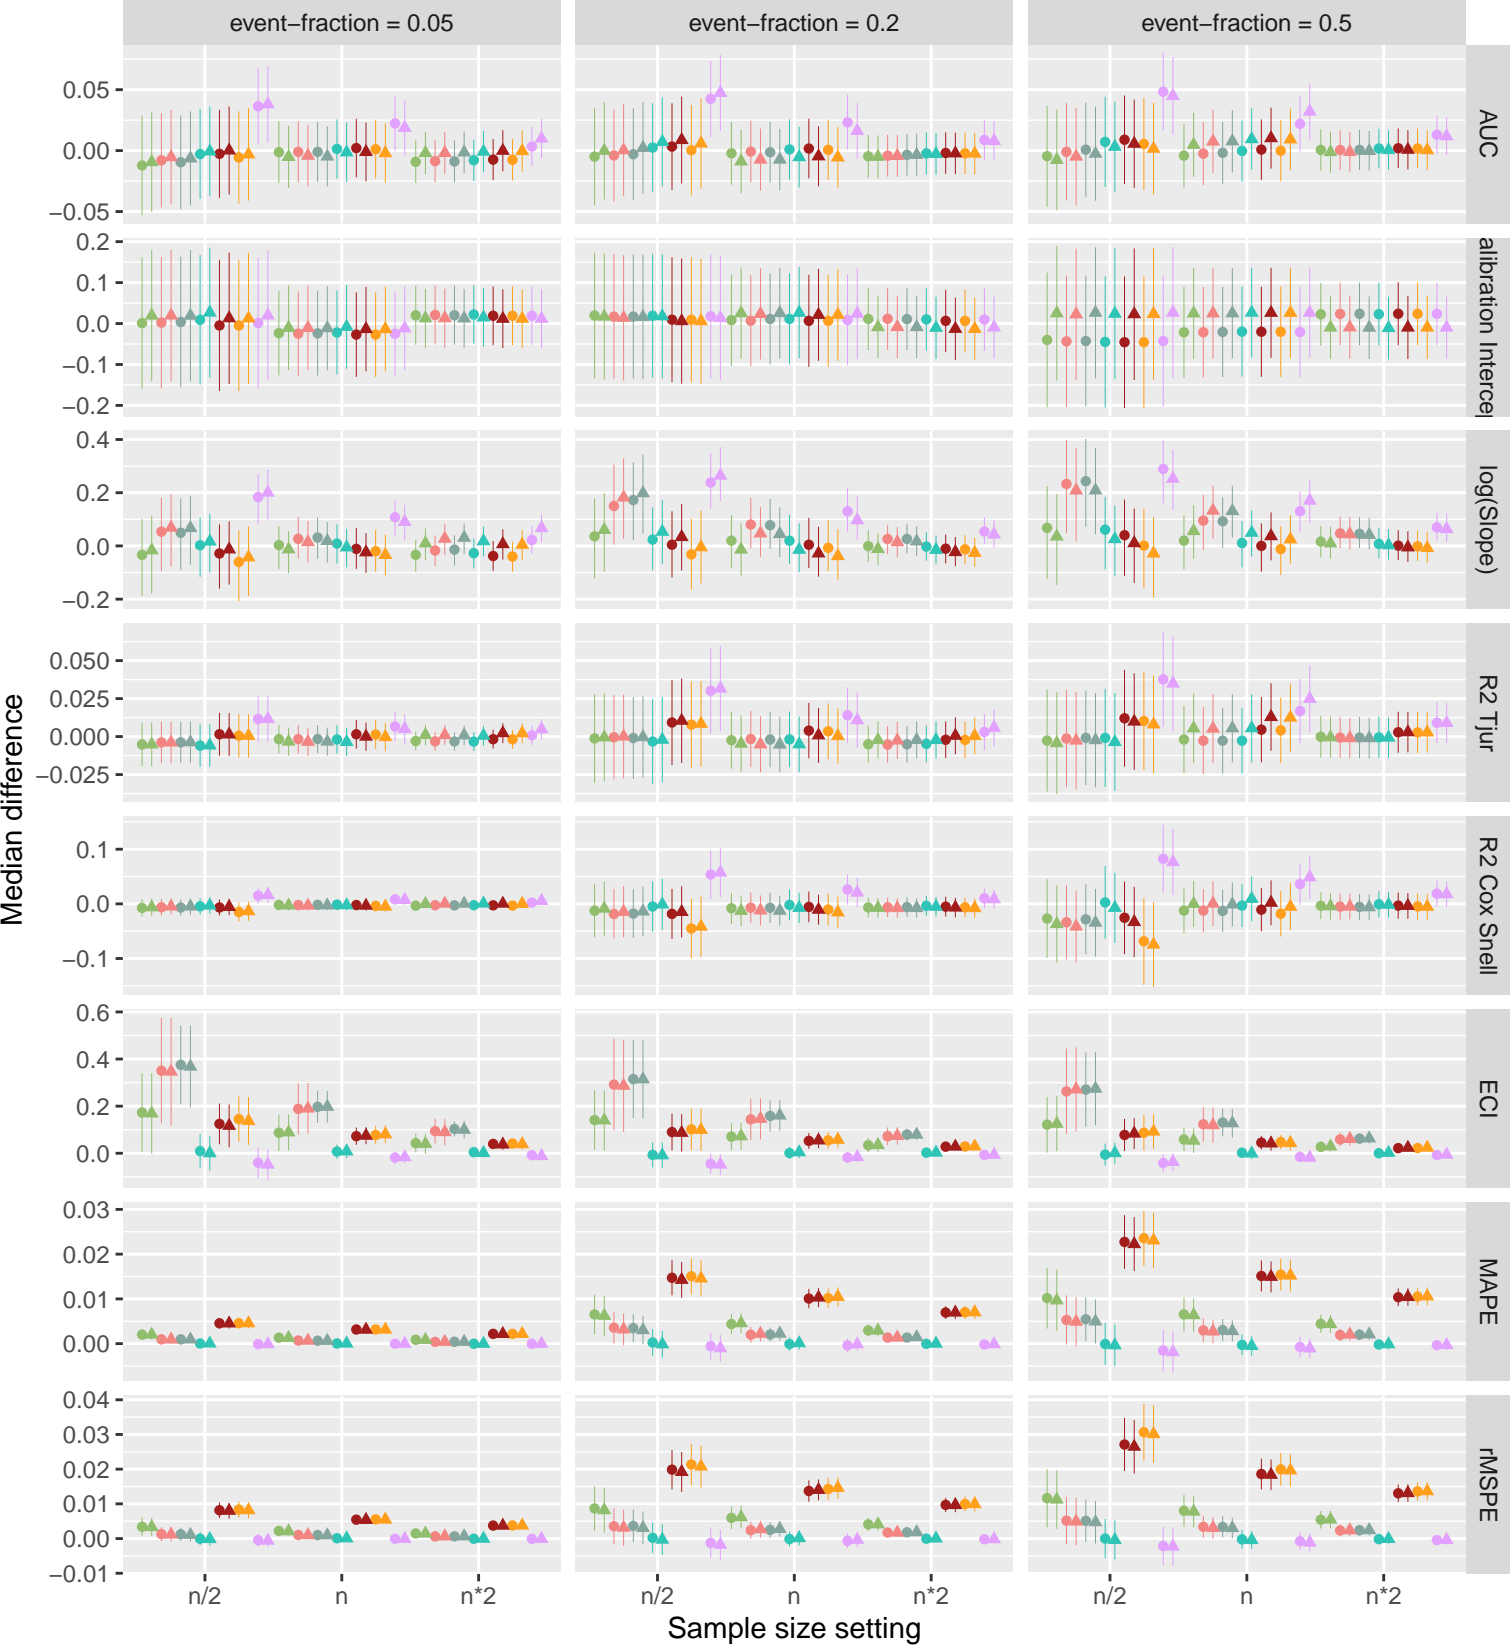 event−fraction = 0.05
event−fraction = 0.2
event−fraction = 0.5
0.05
0.00
−0.05
AUC
0.2
0.1
0.0
−0.1
−0.2
alibration Interce
0.4
0.2
0.0
−0.2
log(Slope)
0.050
0.025
0.000
−0.025
R2 Tjur
0.1
0.0
−0.1
R2 Cox Snell
0.6
0.4
0.2
0.0
ECI
0.03
0.02
0.01
0.00
MAPE
0.04
0.03
0.02
0.01
0.00
−0.01
rMSPE
Median difference
n/2
n
n*2
n/2
n
n*2
n/2
n
n*2
Sample size setting